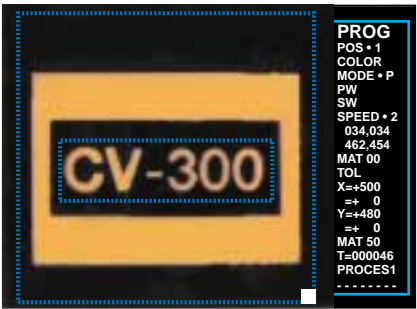 CV-300
PROG
POS • 1
COLOR
MODE • P
PW
SW
SPEED • 2
034,034
462,454
MAT 00
TOL
X=+500
=+ 0
Y=+480
=+ 0
MAT 50
T=000046
PROCES1
- - - - - - - -